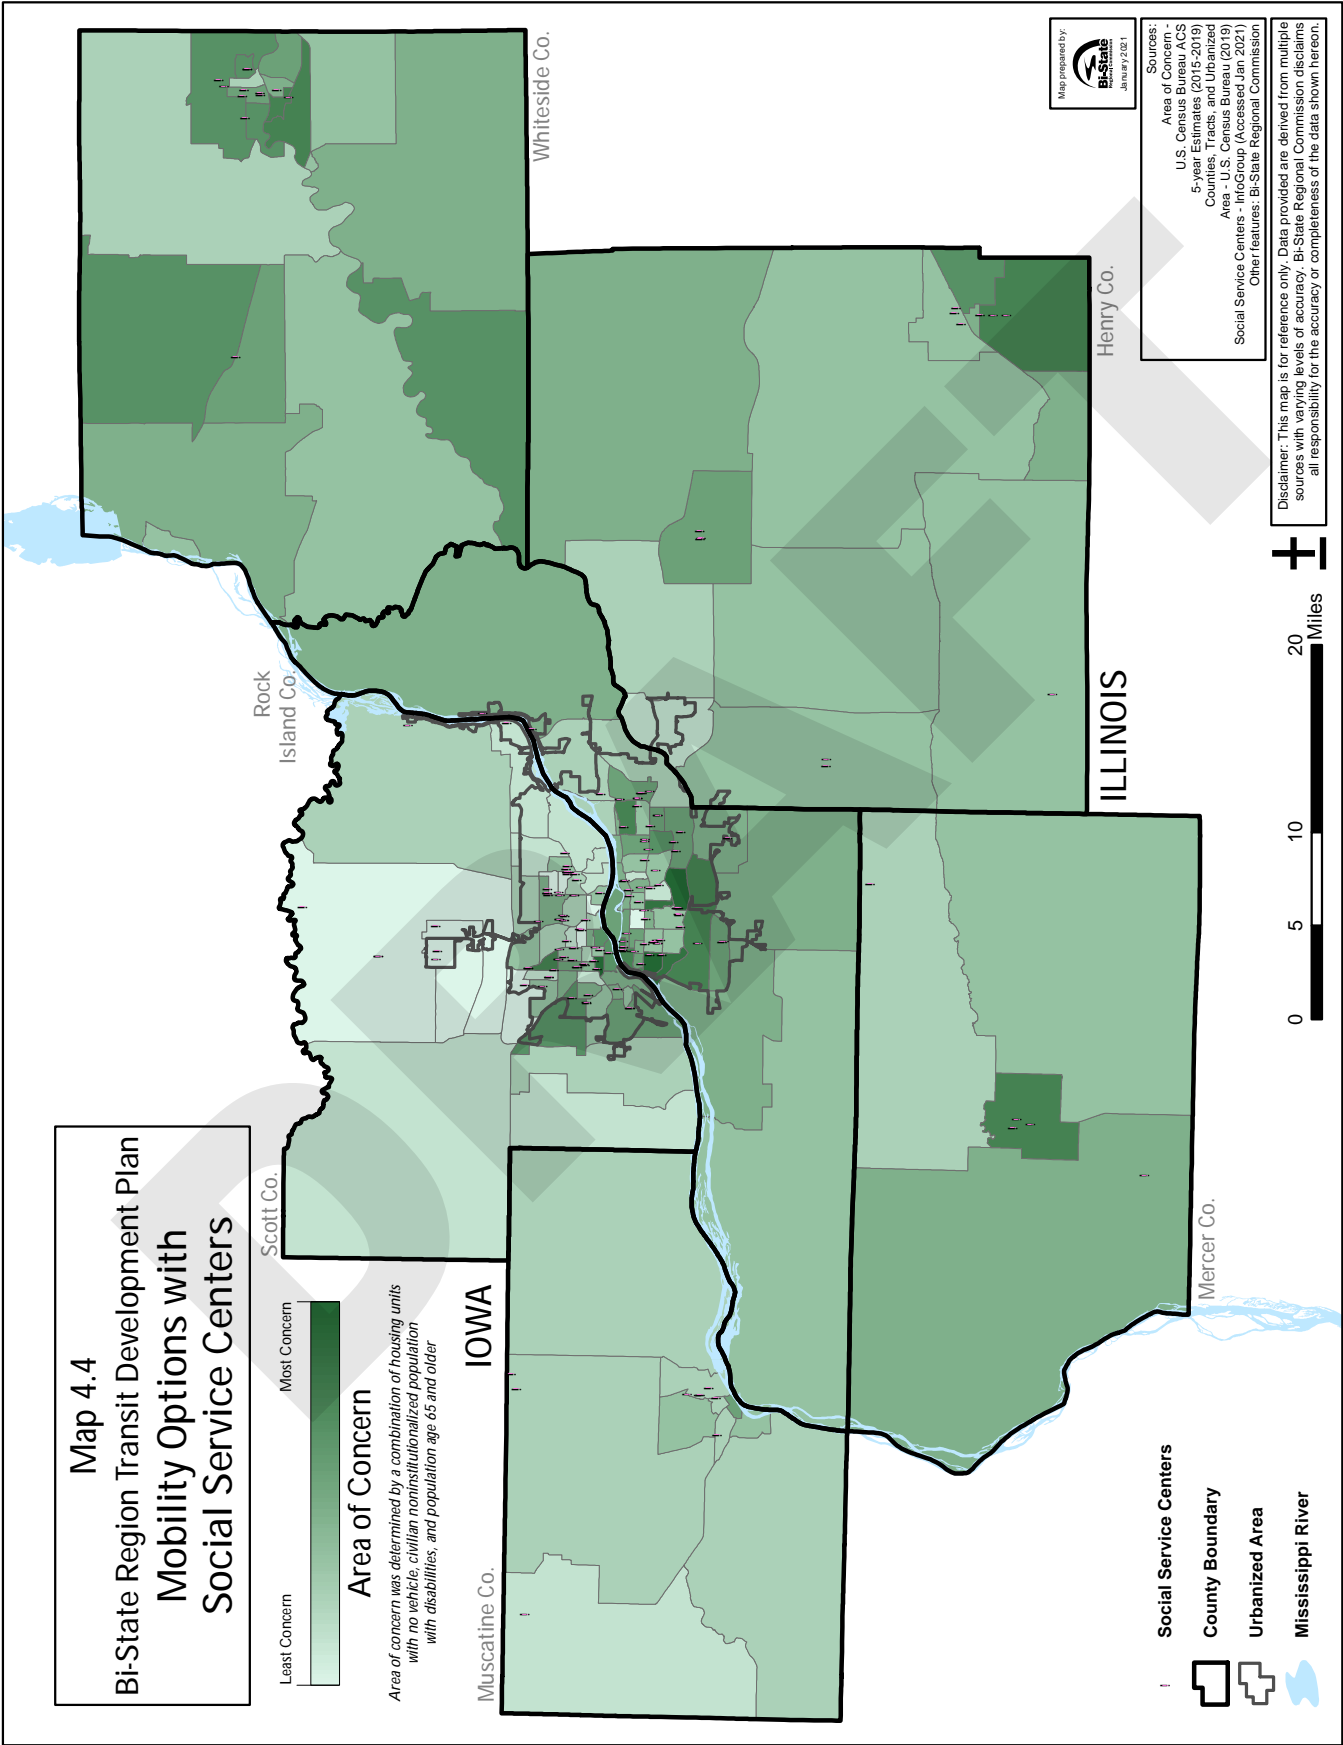 Map 4.4
Bi-State Region Transit Development Plan
Mobility Options with
Social Service Centers
Least Concern
Most Concern
Area of Concern
Area of concern was determined by a combination of housing units
with no vehicle, civilian noninstitutionalized population
with disabilities, and population age 65 and older
Scott Co.
Rock
Island Co.
Whiteside Co.
IOWA
Muscatine Co.
ILLINOIS
Henry Co.
Mercer Co.
DRAFT
Social Service Centers
County Boundary
Urbanized Area
Mississippi River
0
5
10
20
Miles
Map prepared by:
Bi-State
Regional Commission
January 2021
Sources:
Area of Concern -
U.S. Census Bureau ACS
5-year Estimates (2015-2019)
Counties, Tracts, and Urbanized
Area - U.S. Census Bureau (2019)
Social Service Centers - InfoGroup (Accessed Jan 2021)
Other features: Bi-State Regional Commission
Disclaimer: This map is for reference only. Data provided are derived from multiple
sources with varying levels of accuracy. Bi-State Regional Commission disclaims
all responsibility for the accuracy or completeness of the data shown hereon.